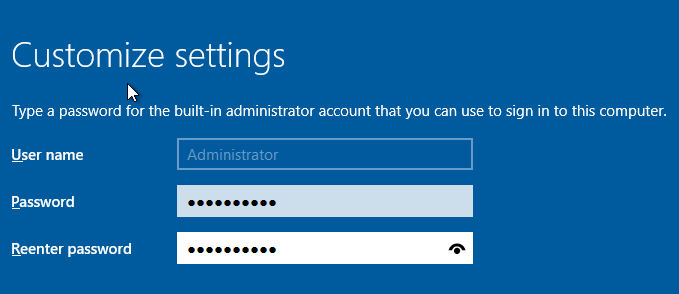 Customize settings
Type a password for the built-in administrator account that you can use to sign in to this computer.
User name Administrator
Password ●●●●●●●●●●
Reenter password ●●●●●●●●●●